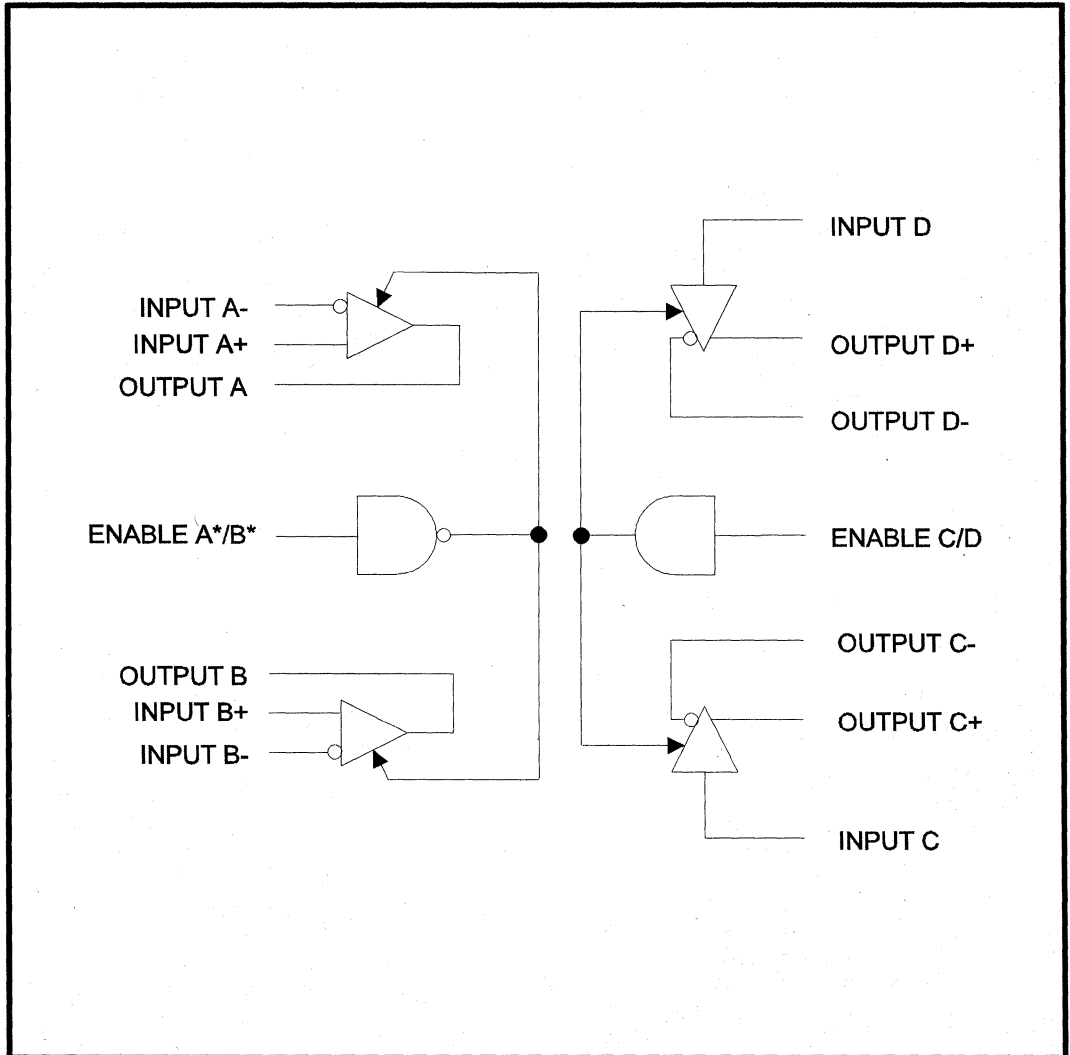 INPUT A-
INPUT A+
OUTPUT A
ENABLE A*/B*
OUTPUT B
INPUT B+
INPUT B-
INPUT D
OUTPUT D+
OUTPUT D-
ENABLE C/D
OUTPUT C-
OUTPUT C+
INPUT C